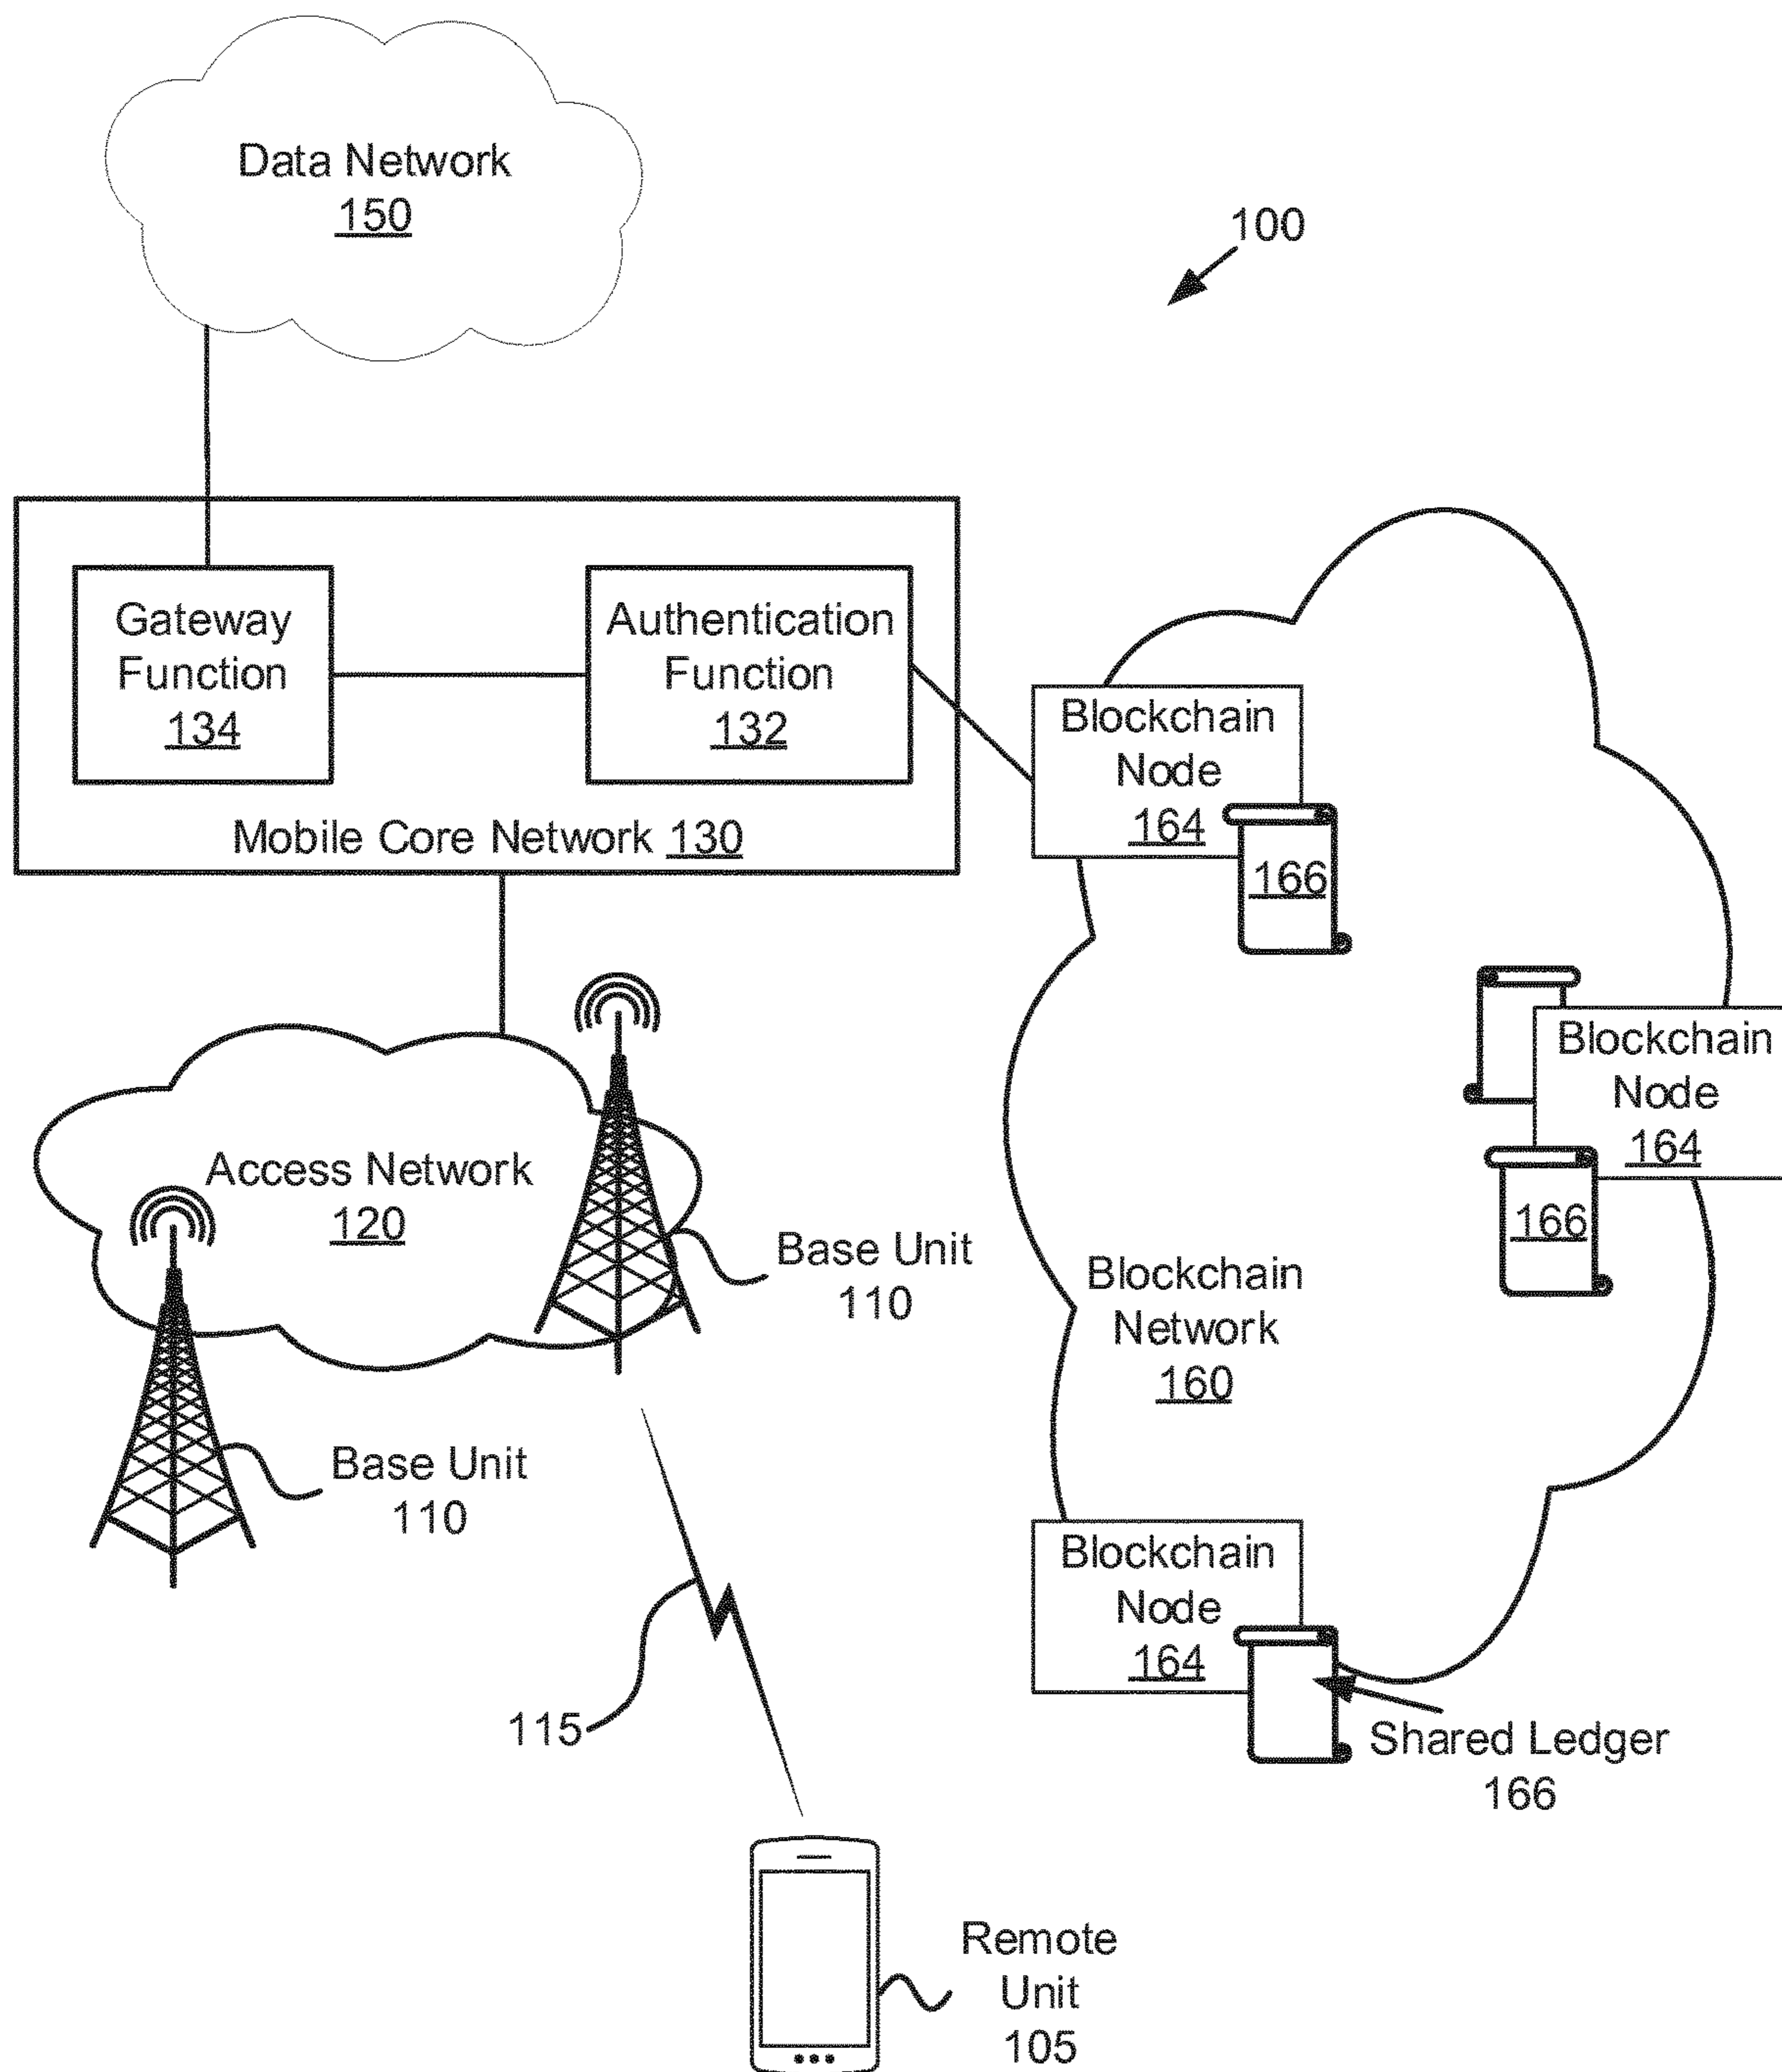 Data Network
150
100
Gateway
Function
134
Authentication
Function
132
Mobile Core Network 130
Blockchain
Node
164
166
Blockchain
Node
164
166
Access Network
120
Base Unit
110
Base Unit
110
Blockchain
Network
160
Blockchain
Node
164
Shared Ledger
166
115
Remote
Unit
105